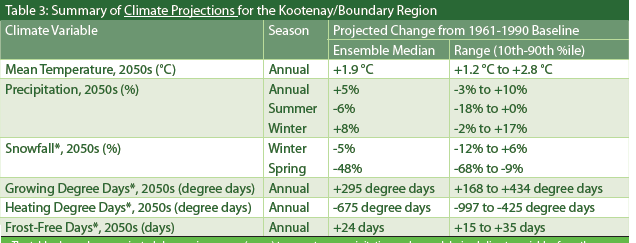 Table 3: Summary of Climate Projections for the Kootenay/Boundary Region
Climate Variable Season Projected Change from 1961-1990 Baseline
Ensemble Median Range (10th-90th %ile)
Mean Temperature, 2050s (°C) Annual +1.9 °C +1.2 °C to +2.8 °C
Precipitation, 2050s (%) Annual +5% -3% to +10%
Summer -6% -18% to +0%
Winter +8% -2% to +17%
Snowfall*, 2050s (%) Winter -5% -12% to +6%
Spring -48% -68% to -9%
Growing Degree Days*, 2050s (degree days) Annual +295 degree days +168 to +434 degree days
Heating Degree Days*, 2050s (degree days) Annual -675 degree days -997 to -425 degree days
Frost-Free Days*, 2050s (days) Annual +24 days +15 to +35 days